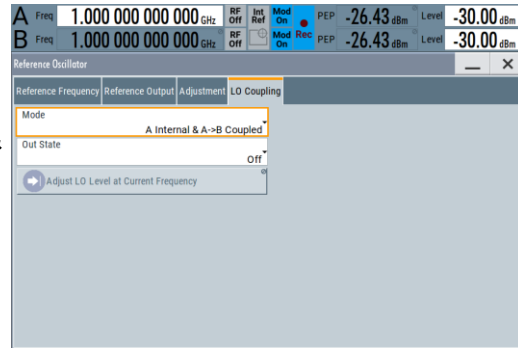 A Freq 1.000 000 000 000 GHz RF Off Int Ref Mod On PEP -26.43 dBm Level -30.00 dBm
B Freq 1.000 000 000 000 GHz RF Off Mod On Rec PEP -26.43 dBm Level -30.00 dBm
Reference Oscillator
Reference Frequency Reference Output Adjustment LO Coupling
Mode
A Internal & A->B Coupled
Out State
Off
Adjust LO Level at Current Frequency